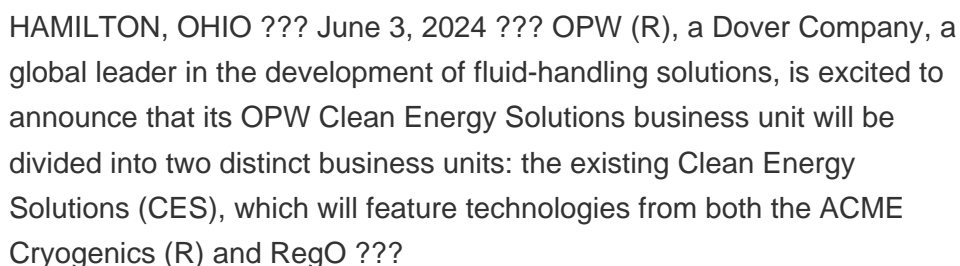 HAMILTON, OHIO ??? June 3, 2024 ??? OPW (R), a Dover Company, a
global leader in the development of fluid-handling solutions, is excited to
announce that its OPW Clean Energy Solutions business unit will be
divided into two distinct business units: the existing Clean Energy
Solutions (CES), which will feature technologies from both the ACME
Cryogenics (R) and RegO ???